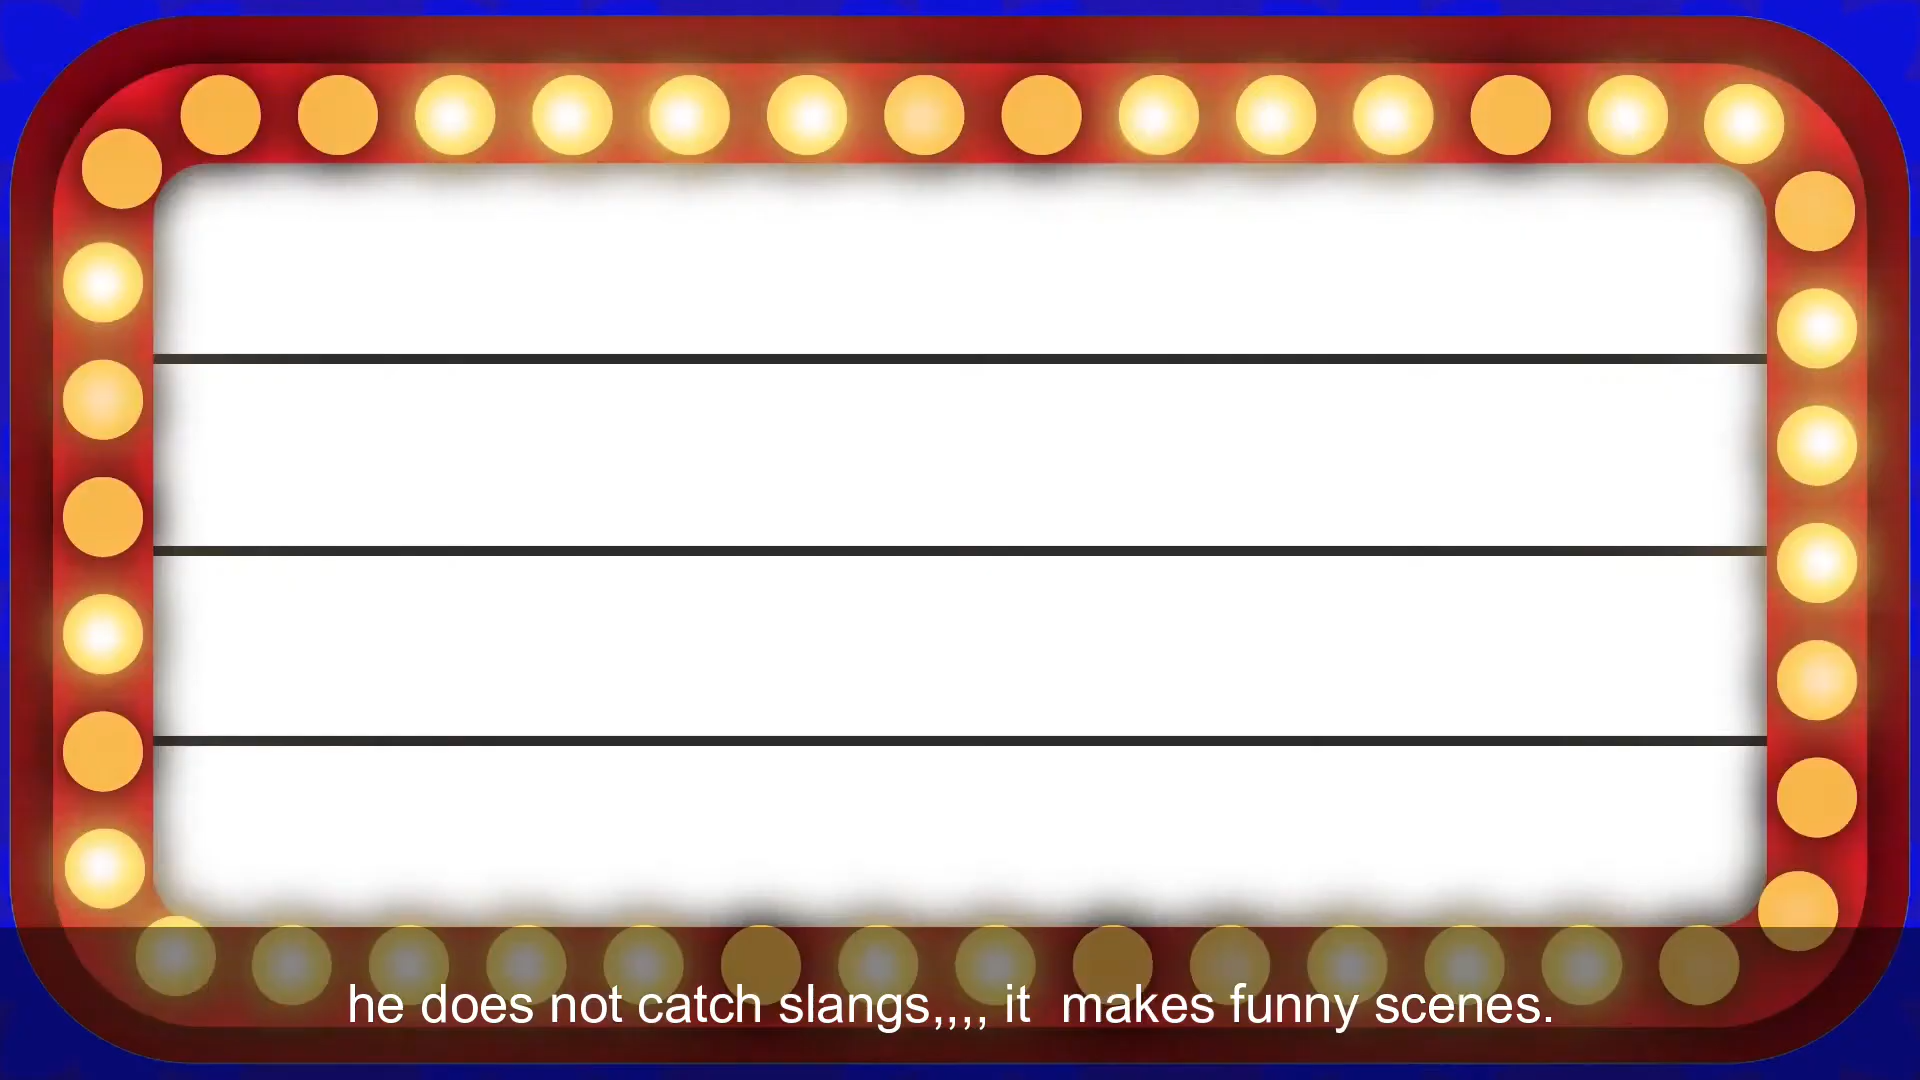 he does not catch slangs,,,, it  makes funny scenes.